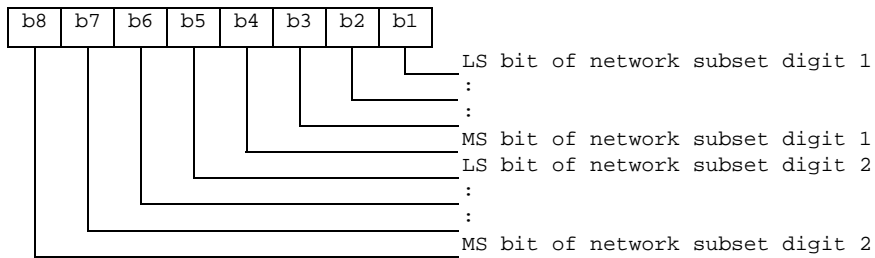 b8 b7 b6 b5 b4 b3 b2 b1
LS bit of network subset digit 1
:
:
MS bit of network subset digit 1
LS bit of network subset digit 2
:
:
MS bit of network subset digit 2